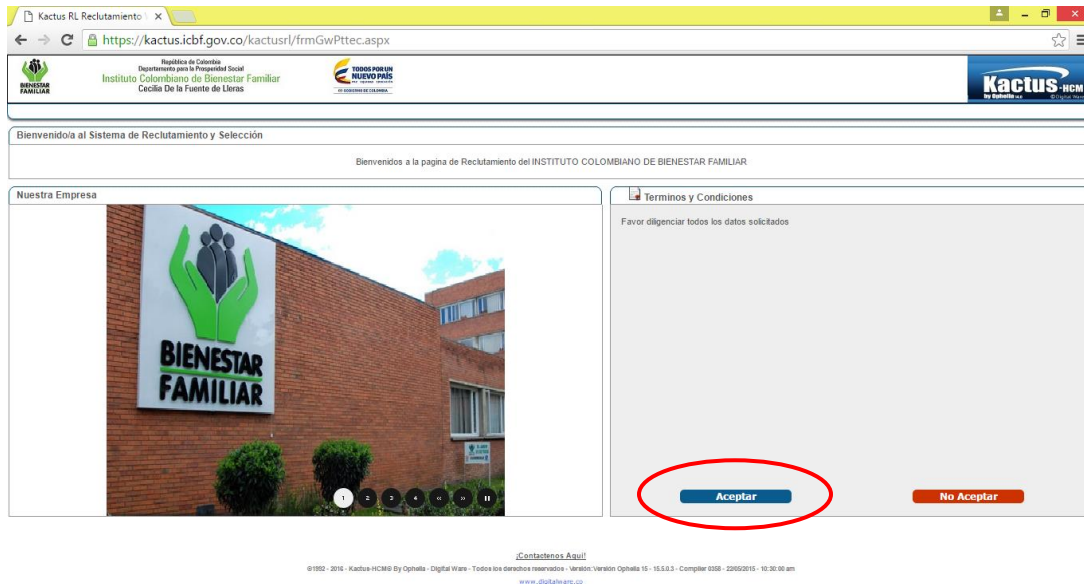 Kactus RL Reclutamiento
https://kactus.icbf.gov.co/kactusrl/frmGwPttec.aspx
BIENESTAR
FAMILIAR
República de Colombia
Departamento para la Prosperidad Social
Instituto Colombiano de Bienestar Familiar
Cecilia De la Fuente de Lleras
TODOS POR UN
NUEVO PAÍS
Kactus-HCM
by Ophelia
Bienvenido/a al Sistema de Reclutamiento y Selección
Bienvenidos a la pagina de Reclutamiento del INSTITUTO COLOMBIANO DE BIENESTAR FAMILIAR
Nuestra Empresa
Terminos y Condiciones
Favor diligenciar todos los datos solicitados
BIENESTAR
FAMILIAR
1 2 3 4 « »
Aceptar
No Aceptar
¡Contactenos Aqui!
©1992 - 2016 - Kactus-HCM® By Ophelia - Digital Ware - Todos los derechos reservados - Versión: Versión Ophelia 15 - 15.5.0.3 - Compiler 0358 - 22/05/2015 - 10:30:00 am
www.digitalware.co